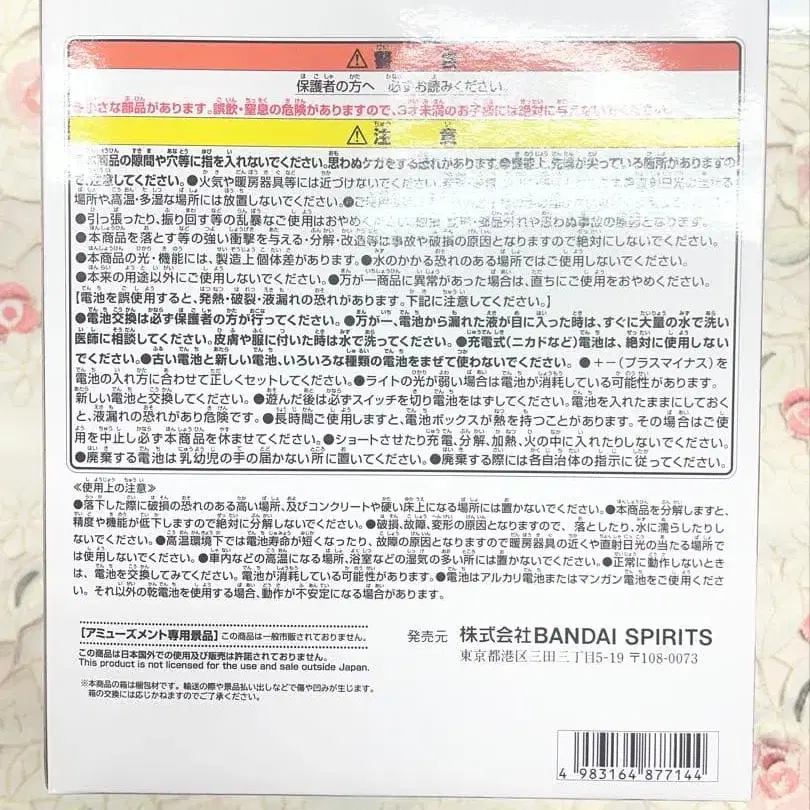 ⚠ 警 告
保護者の方へ 必ずお読みください。
●小さな部品があります。誤飲・窒息の危険がありますので、3才未満のお子様には絶対に与えないでください。
⚠ 注 意
●本商品の隙間や穴等に指を入れないでください。思わぬケガをする恐れがあります。●性能上、先端が尖っている箇所がありますの
で、注意してください。●火気や暖房器具等には近づけないでください。
場所や、高温・多湿な場所には放置しないでください。
●引っ張ったり、振り回す等の乱暴なご使用はおやめください。破損、部品外れや思わぬ事故の原因となります。
●本商品を落とす等の強い衝撃を与える・分解・改造等は事故や破損の原因となりますので絶対にしないでください。
●本商品の光・機能には、製造上個体差があります。●水のかかる恐れのある場所ではご使用にならないでください。
●本来の用途以外にご使用しないでください。●万が一商品に異常があった場合は、直ちにご使用をおやめください。
【電池を誤使用すると、発熱・破裂・液漏れの恐れがあります。下記に注意してください。】
●電池交換は必ず保護者の方が行ってください。●万が一、電池から漏れた液が目に入った時は、すぐに大量の水で洗い
医師に相談してください。皮膚や服に付いた時は水で洗ってください。●充電式(ニカドなど)電池は、絶対に使用しない
でください。●古い電池と新しい電池、いろいろな種類の電池をまぜて使わないでください。●+-(プラスマイナス)を
電池の入れ方に合わせて正しくセットしてください。●ライトの光が弱い場合は電池が消耗している可能性があります。
新しい電池と交換してください。●遊んだ後は必ずスイッチを切り電池をはずしてください。電池を入れたままにしておく
と、液漏れの恐れがあり危険です。●長時間ご使用しますと、電池ボックスが熱を持つことがあります。その場合はご使
用を中止し必ず本商品を休ませてください。●ショートさせたり充電、分解、加熱、火の中に入れたりしないでください。
●廃棄する電池は乳幼児の手の届かない所に置いてください。●廃棄する際には各自治体の指示に従ってください。
≪使用上の注意≫
●落下した際に破損の恐れのある高い場所、及びコンクリートや硬い床上になる場所には置かないでください。●本商品を分解しますと、
精度や機能が低下しますので絶対に分解しないでください。●破損、故障、変形の原因となりますので、落としたり、水に濡らしたりし
ないでください。●高温環境下では電池寿命が短くなったり、故障の原因となりますので暖房器具の近くや直射日光の当たる場所で
は使用しないでください。●車内などの高温になる場所、浴室などの湿気の多い所には置かないでください。●正常に動作しないとき
は、電池を交換してみてください。電池が消耗している可能性があります。●電池はアルカリ電池またはマンガン電池をご使用くださ
い。それ以外の乾電池を使用する場合、動作が不安定になる場合があります。
【アミューズメント専用景品】この商品は一般市販されておりません。
この商品は日本国外での使用及び販売は許諾されておりません。
This product is not licensed for the use and sale outside Japan.
※本商品の箱は梱包材です。輸送の際や景品払い出しなどで傷や凹みが生じます。
箱の交換には応じかねますのでご了承ください。
発売元 株式会社BANDAI SPIRITS
東京都港区三田三丁目5-19 〒108-0073
4 983164 877144